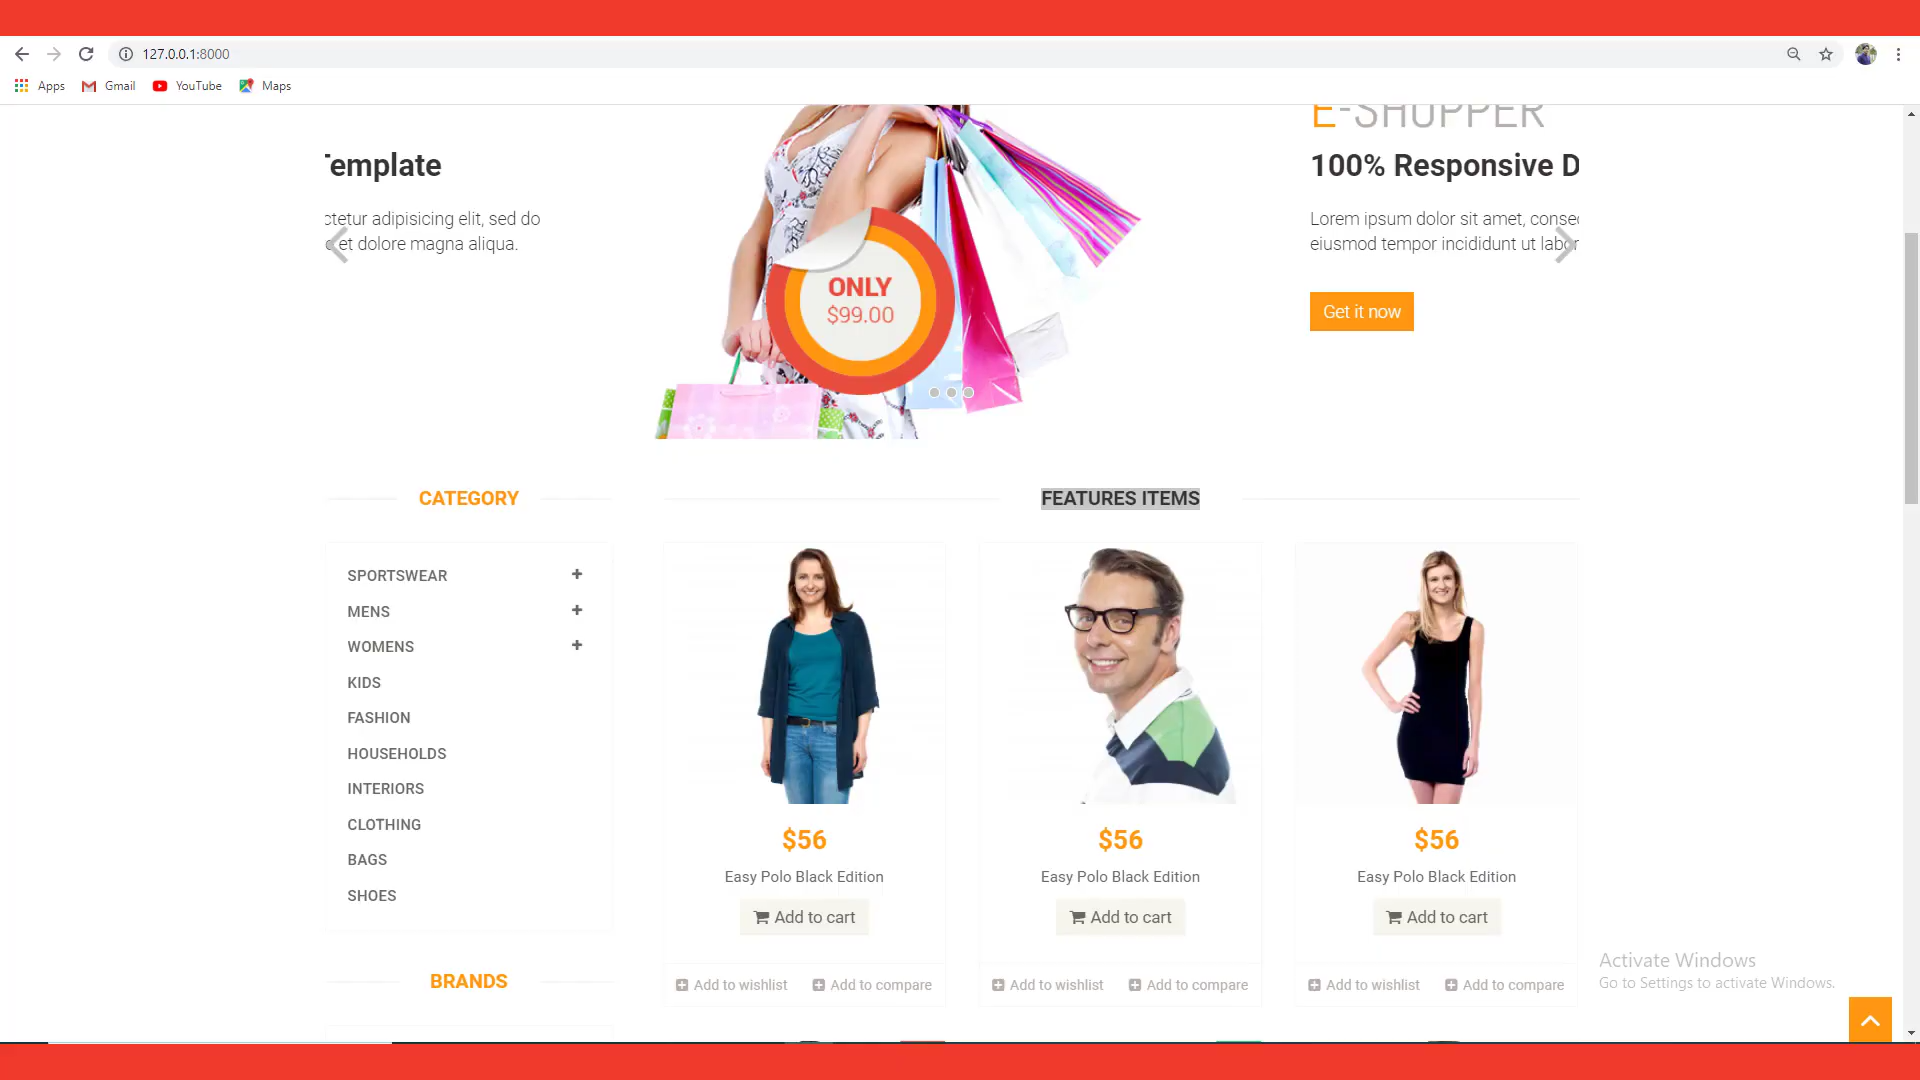 127.0.0.1:8000
Apps
Gmail
YouTube
Maps
E-SHOPPER
Template
100% Responsive D
ctetur adipisicing elit, sed do
et dolore magna aliqua.
Lorem ipsum dolor sit amet, consec
eiusmod tempor incididunt ut labor
Get it now
ONLY
$99.00
CATEGORY
SPORTSWEAR
MENS
WOMENS
KIDS
FASHION
HOUSEHOLDS
INTERIORS
CLOTHING
BAGS
SHOES
BRANDS
FEATURES ITEMS
$56
Easy Polo Black Edition
Add to cart
Add to wishlist
Add to compare
$56
Easy Polo Black Edition
Add to cart
Add to wishlist
Add to compare
$56
Easy Polo Black Edition
Add to cart
Add to wishlist
Add to compare
Activate Windows
Go to Settings to activate Windows.